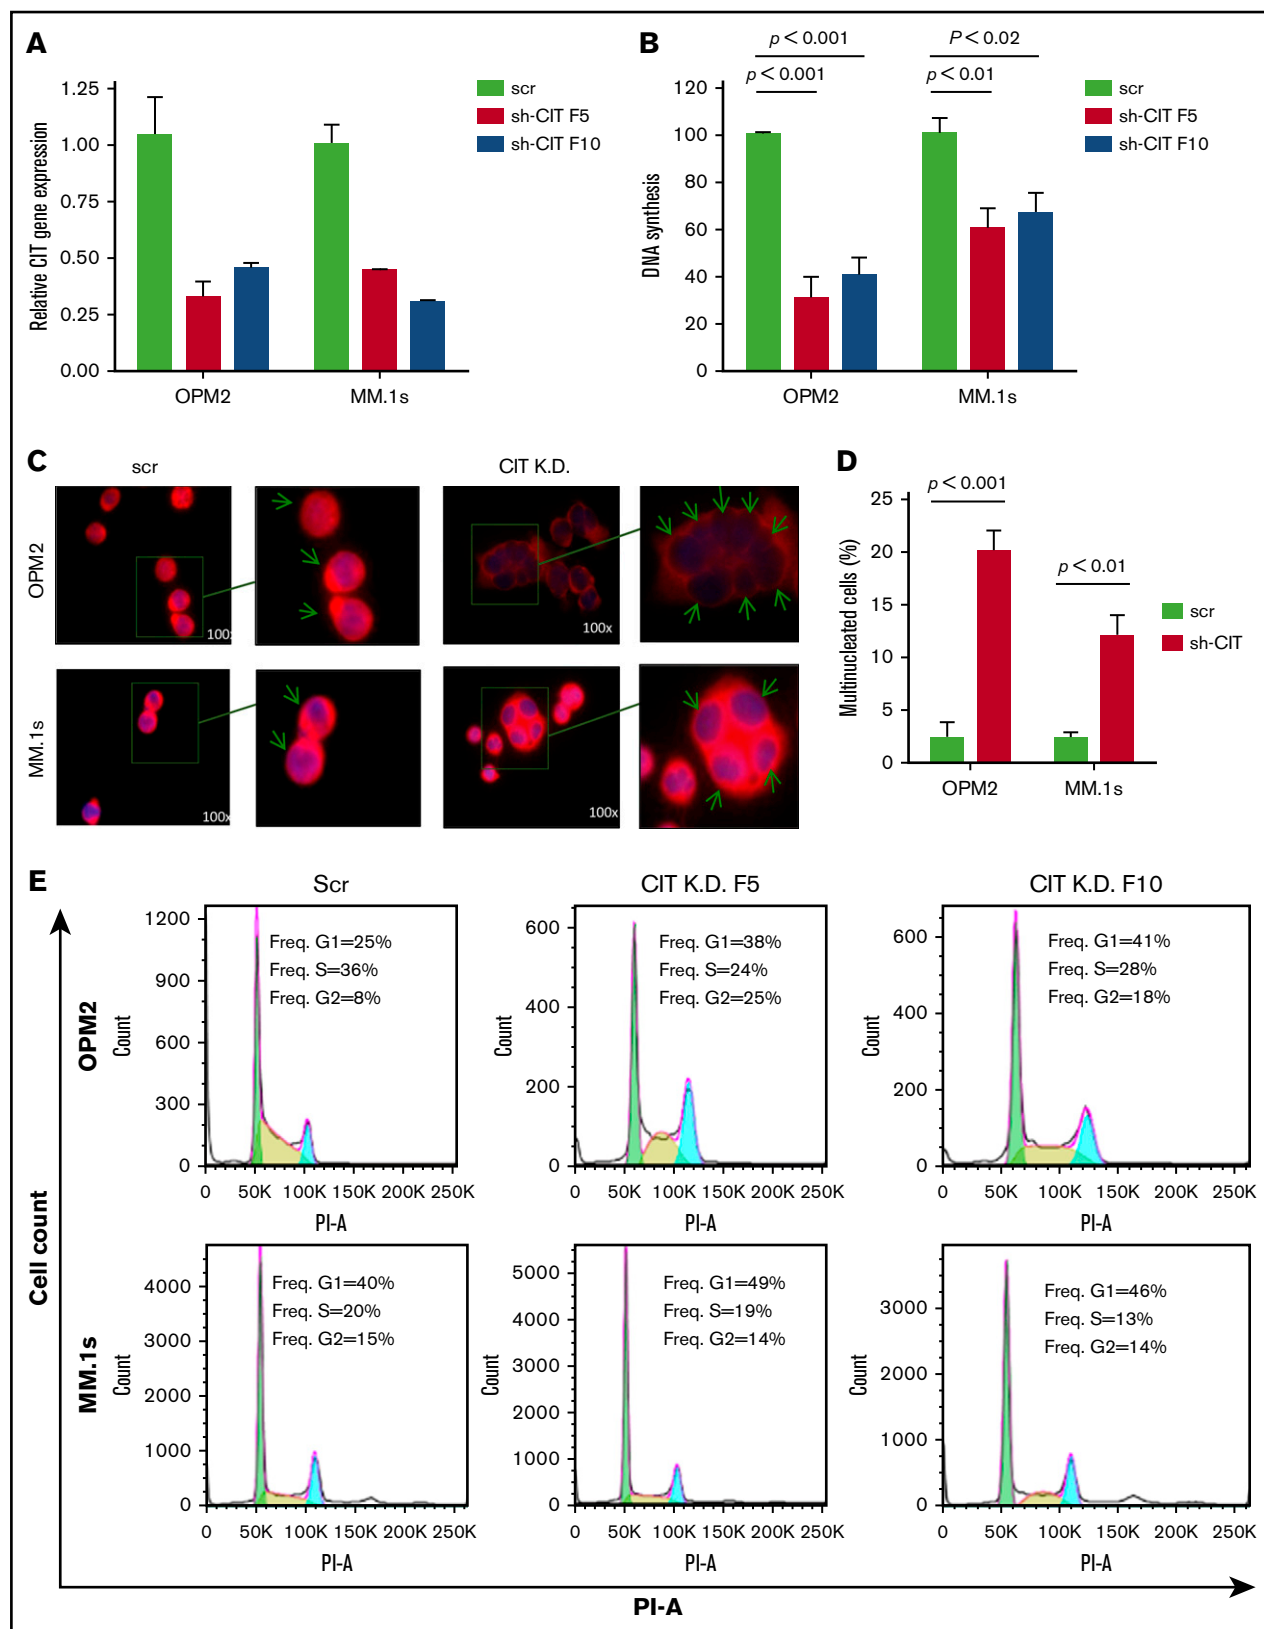 A
Relative CIT gene expression
1.25
1.00
0.75
0.50
0.25
0.00
OPM2
MM.1s
scr
sh-CIT F5
sh-CIT F10
B
p < 0.001
p < 0.001
P < 0.02
p < 0.01
DNA synthesis
120
100
80
60
40
20
0
OPM2
MM.1s
scr
sh-CIT F5
sh-CIT F10
C
scr
CIT K.D.
OPM2
100x
100x
MM.1s
100x
100x
D
Multinucleated cells (%)
p < 0.001
p < 0.01
25
20
15
10
5
0
OPM2
MM.1s
scr
sh-CIT
E
Scr
CIT K.D. F5
CIT K.D. F10
Cell count
OPM2
Count
1200
900
600
300
0
Freq. G1=25%
Freq. S=36%
Freq. G2=8%
0 50K 100K 150K 200K 250K
PI-A
Count
600
400
200
0
Freq. G1=38%
Freq. S=24%
Freq. G2=25%
0 50K 100K 150K 200K 250K
PI-A
Count
600
400
200
0
Freq. G1=41%
Freq. S=28%
Freq. G2=18%
0 50K 100K 150K 200K 250K
PI-A
MM.1s
Count
4000
3000
2000
1000
0
Freq. G1=40%
Freq. S=20%
Freq. G2=15%
0 50K 100K 150K 200K 250K
PI-A
Count
5000
4000
3000
2000
1000
0
Freq. G1=49%
Freq. S=19%
Freq. G2=14%
0 50K 100K 150K 200K 250K
PI-A
Count
3000
2000
1000
0
Freq. G1=46%
Freq. S=13%
Freq. G2=14%
0 50K 100K 150K 200K 250K
PI-A
PI-A